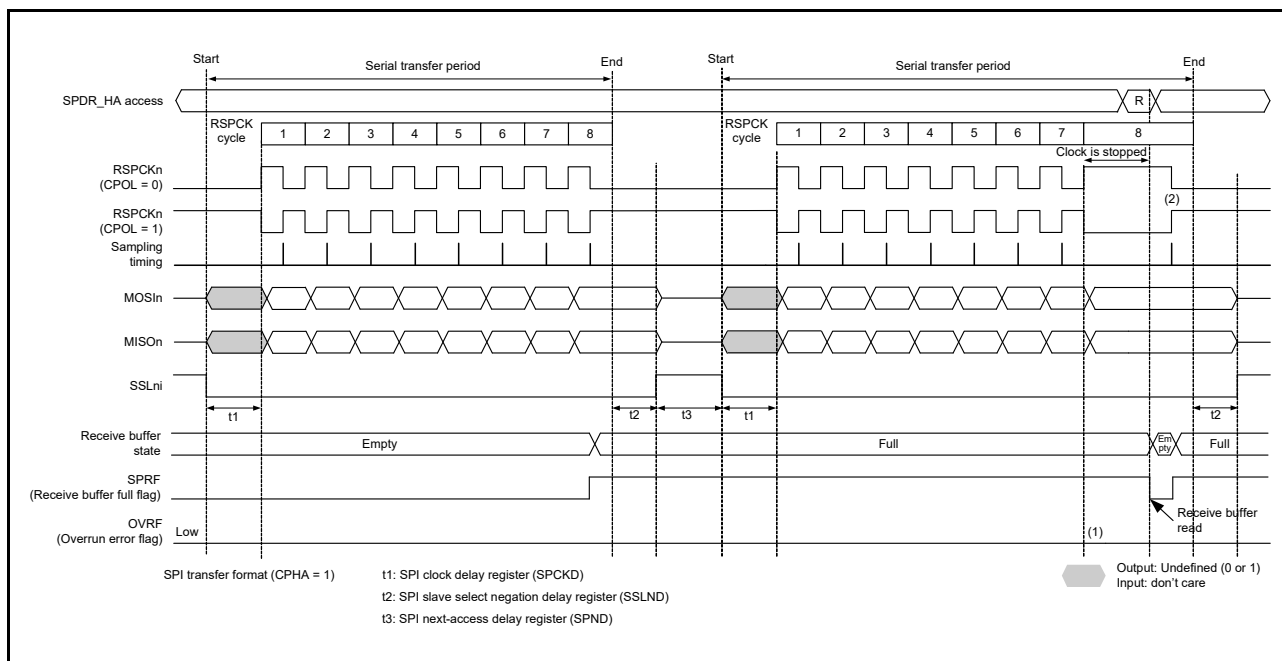 Start
End
Start
End
Serial transfer period
Serial transfer period
SPDR_HA access
R
RSPCK
cycle
1 2 3 4 5 6 7 8
RSPCK
cycle
1 2 3 4 5 6 7 8
Clock is stopped
RSPCKn
(CPOL = 0)
(2)
RSPCKn
(CPOL = 1)
Sampling
timing
MOSIn
MISOn
SSLni
t1
t2
t3
t1
t2
Receive buffer
state
Empty
Full
Em
pty
Full
SPRF
(Receive buffer full flag)
Receive buffer
read
OVRF
(Overrun error flag)
Low
(1)
SPI transfer format (CPHA = 1)
t1: SPI clock delay register (SPCKD)
t2: SPI slave select negation delay register (SSLND)
t3: SPI next-access delay register (SPND)
Output: Undefined (0 or 1)
Input: don't care